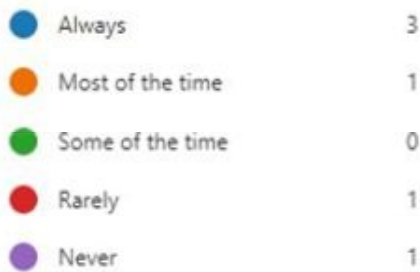 Always 3
Most of the time 1
Some of the time 0
Rarely 1
Never 1